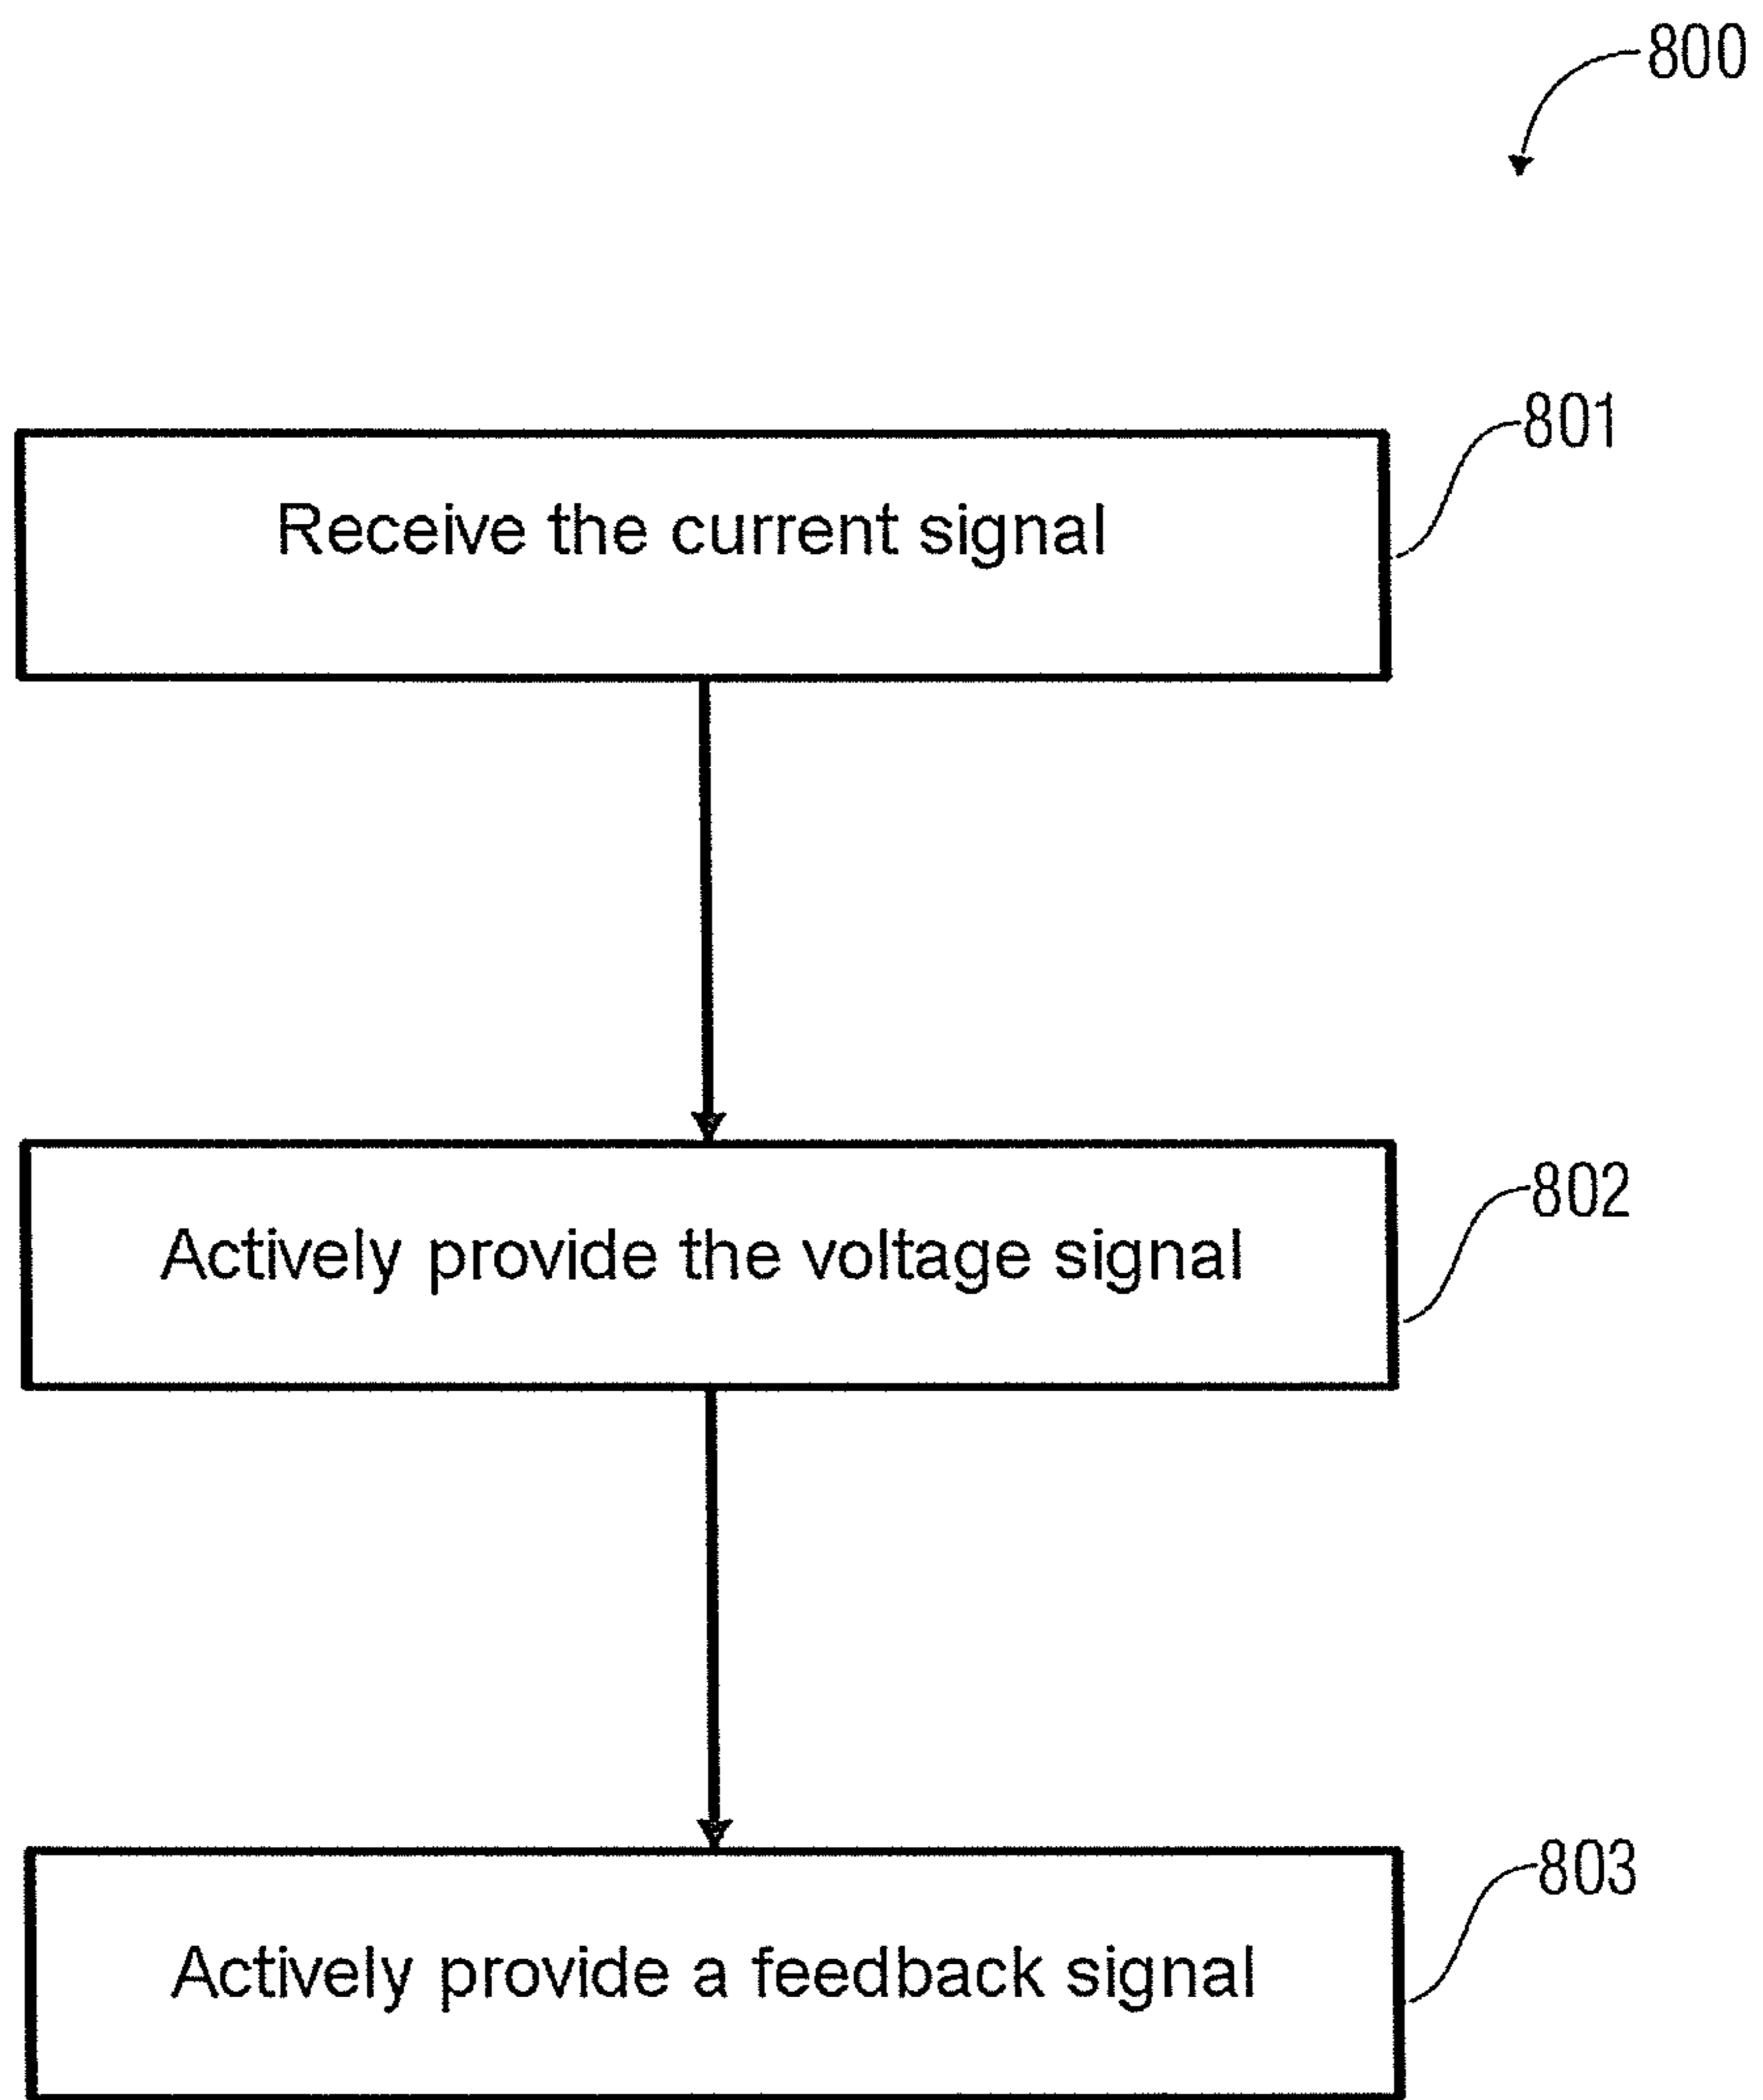 800
801
Receive the current signal
802
Actively provide the voltage signal
803
Actively provide a feedback signal